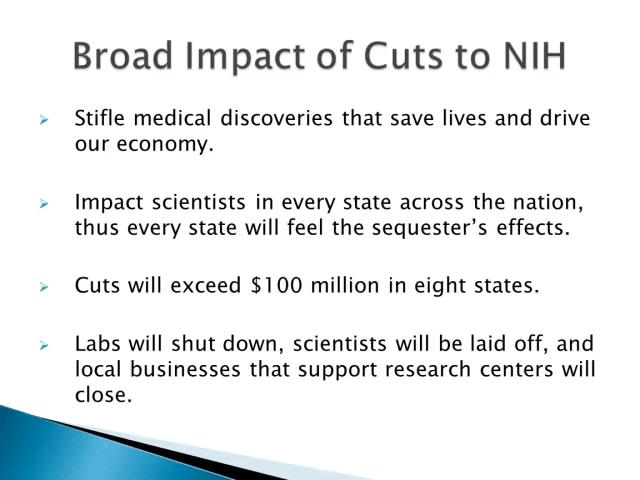 Broad Impact of Cuts to NIH
Stifle medical discoveries that save lives and drive
our economy.
Impact scientists in every state across the nation,
thus every state will feel the sequester’s effects.
Cuts will exceed $100 million in eight states.
Labs will shut down, scientists will be laid off, and
local businesses that support research centers will
close.